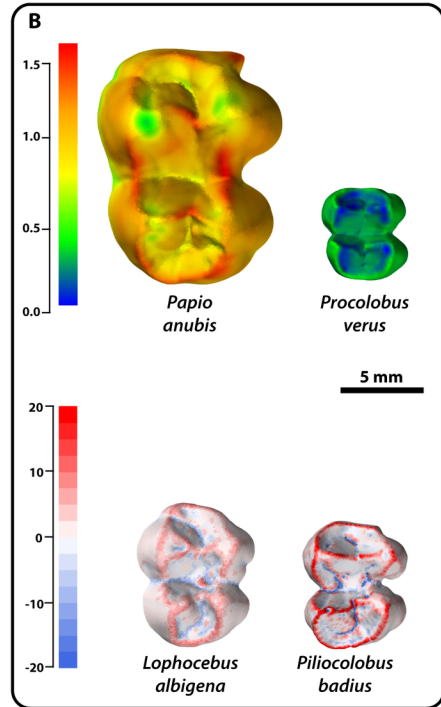 B
1.5
1.0
0.5
0.0
Papio
anubis
Procolobus
verus
5 mm
20
10
0
-10
-20
Lophocebus
albigena
Piliocolobus
badius